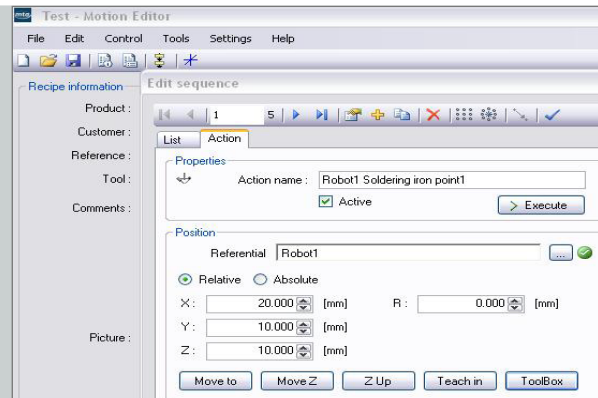 mta Test - Motion Editor
File Edit Control Tools Settings Help
Recipe information
Edit sequence
Product :
Customer :
Reference :
Tool :
Comments :
Picture :
1 5
List Action
Properties
Action name : Robot1 Soldering iron point1
Active
> Execute
Position
Referential Robot1 ...
Relative Absolute
X : 20.000 [mm] R : 0.000 [mm]
Y : 10.000 [mm]
Z : 10.000 [mm]
Move to Move Z Z Up Teach in ToolBox